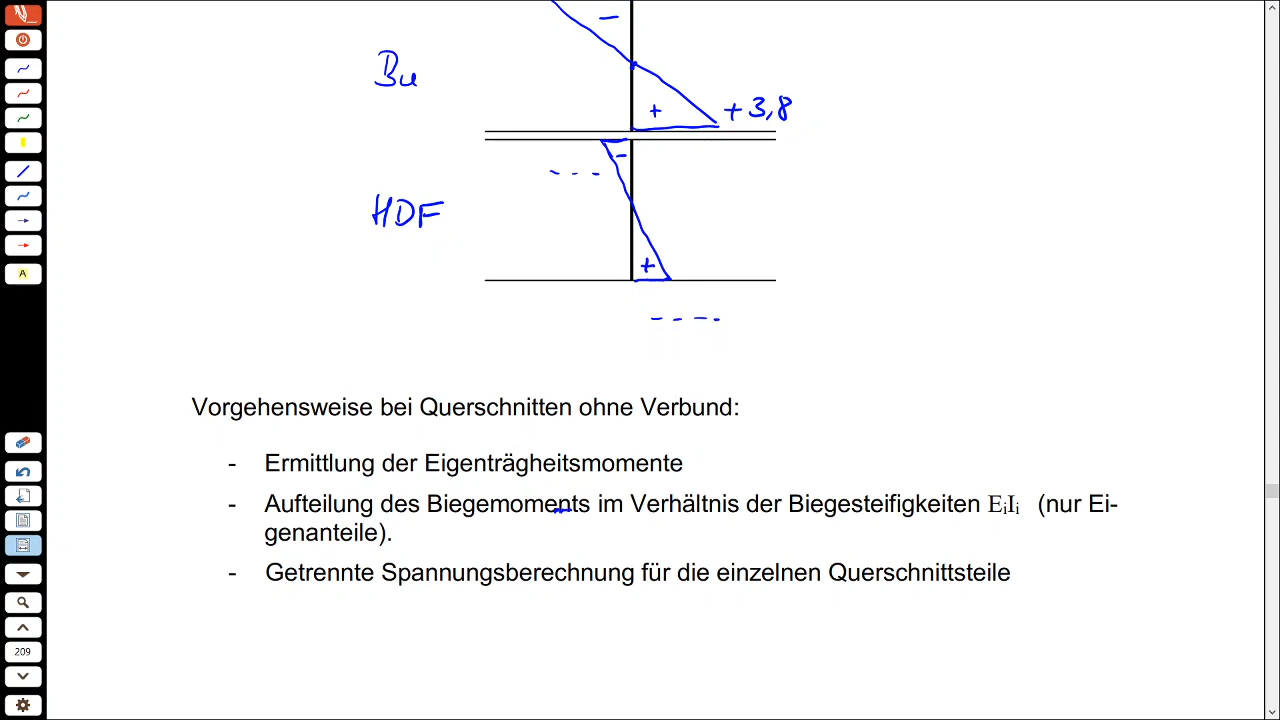 −
Bu
+ +3,8
−
HDF
+
Vorgehensweise bei Querschnitten ohne Verbund:
- Ermittlung der Eigenträgheitsmomente
- Aufteilung des Biegemoments im Verhältnis der Biegesteifigkeiten EᵢIᵢ (nur Ei-
genanteile).
- Getrennte Spannungsberechnung für die einzelnen Querschnittsteile
A
209